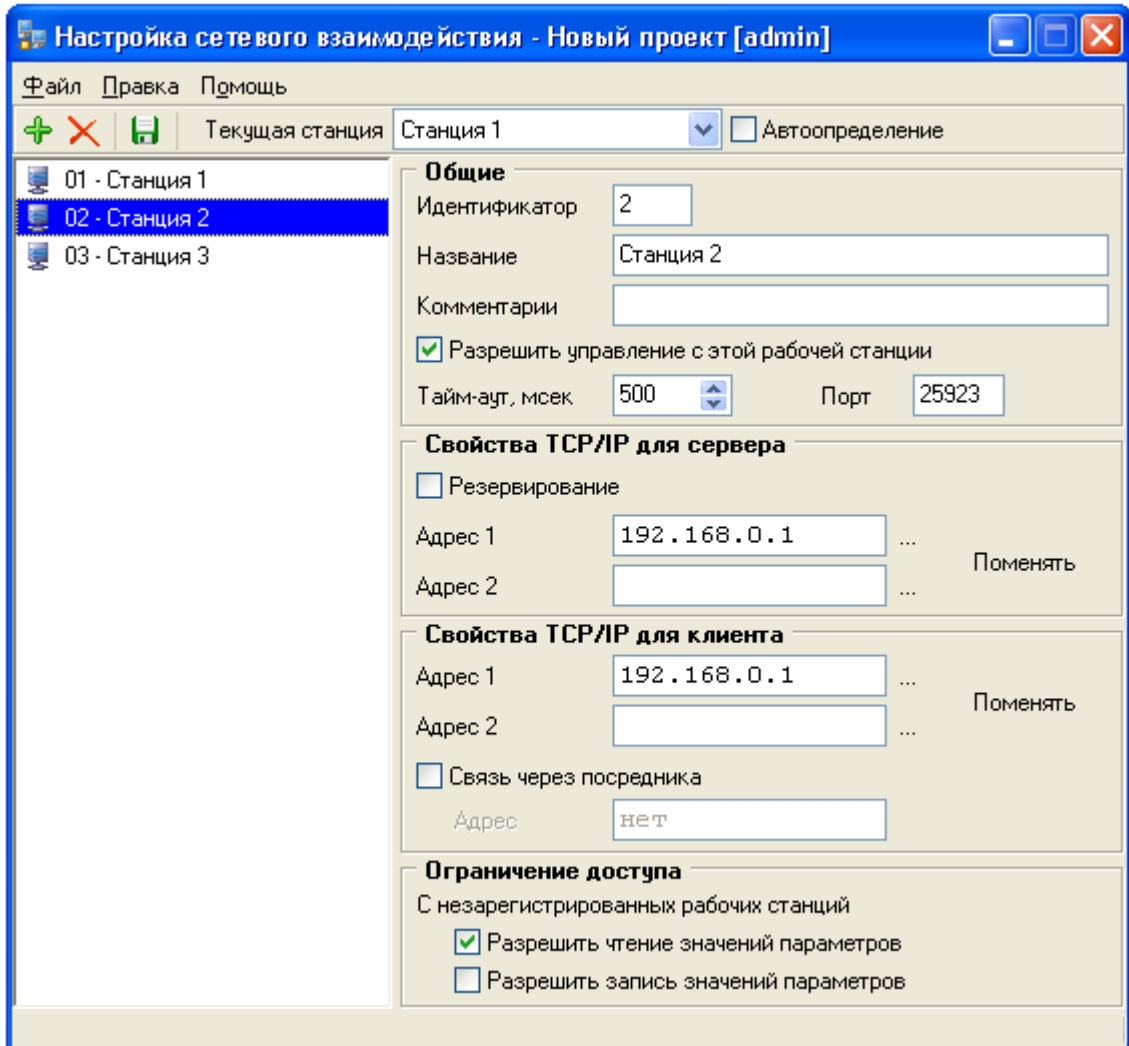 Настройка сетевого взаимодействия - Новый проект [admin]
Файл Правка Помощь
Текущая станция Станция 1 Автоопределение
01 - Станция 1
02 - Станция 2
03 - Станция 3
Общие
Идентификатор 2
Название Станция 2
Комментарии
Разрешить управление с этой рабочей станции
Тайм-аут, мсек 500 Порт 25923
Свойства TCP/IP для сервера
Резервирование
Адрес 1 192.168.0.1 ...
Поменять
Адрес 2 ...
Свойства TCP/IP для клиента
Адрес 1 192.168.0.1 ...
Поменять
Адрес 2 ...
Связь через посредника
Адрес нет
Ограничение доступа
С незарегистрированных рабочих станций
Разрешить чтение значений параметров
Разрешить запись значений параметров